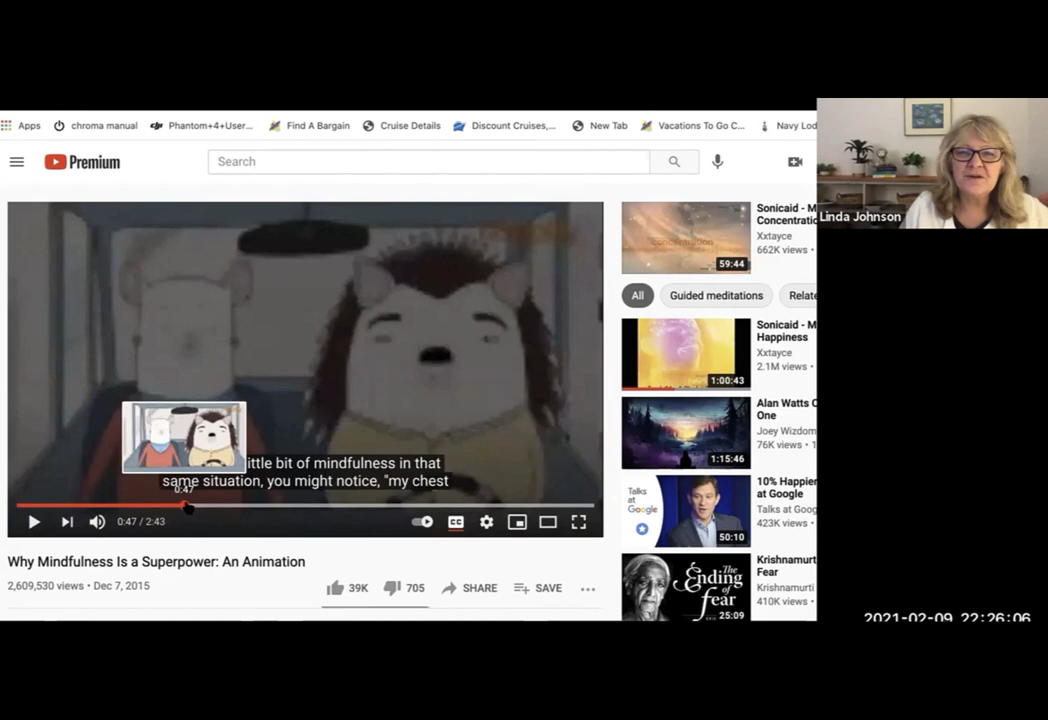 Apps chroma manual Phantom+4+User... Find A Bargain Cruise Details Discount Cruises,... New Tab Vacations To Go C... Navy Lod
Premium
Search
ittle bit of mindfulness in that
same situation, you might notice, "my chest
0:47
0:47 / 2:43
CC
Why Mindfulness Is a Superpower: An Animation
2,609,530 views • Dec 7, 2015
39K 705 SHARE SAVE
concentration
59:44
Sonicaid - M
Concentratio
Xxtayce
662K views •
All Guided meditations Relate
1:00:43
Sonicaid - M
Happiness
Xxtayce
2.1M views •
1:15:46
Alan Watts C
One
Joey Wizdom
76K views • 1
Talks
at
Google
50:10
10% Happier
at Google
Talks at Goog
423K views •
The
Ending
of
fear
25:09
Krishnamurt
Fear
Krishnamurti
410K views •
Linda Johnson
2021-02-09 22:26:06